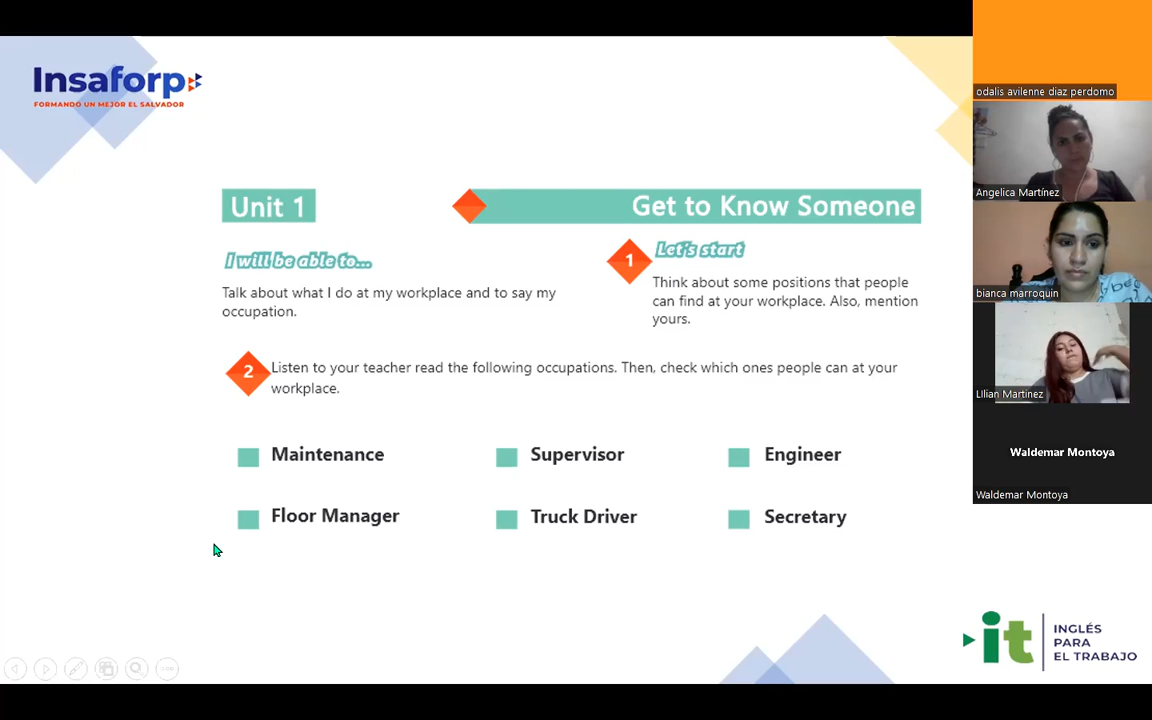 Insaforp
FORMANDO UN MEJOR EL SALVADOR
Unit 1
Get to Know Someone
I will be able to...
Talk about what I do at my workplace and to say my
occupation.
1
Let's start
Think about some positions that people
can find at your workplace. Also, mention
yours.
2
Listen to your teacher read the following occupations. Then, check which ones people can at your
workplace.
Maintenance
Supervisor
Engineer
Floor Manager
Truck Driver
Secretary
it
INGLÉS
PARA
EL TRABAJO
odalis avilenne diaz perdomo
Angelica Martínez
bianca marroquin
LIlian Martinez
Waldemar Montoya
Waldemar Montoya